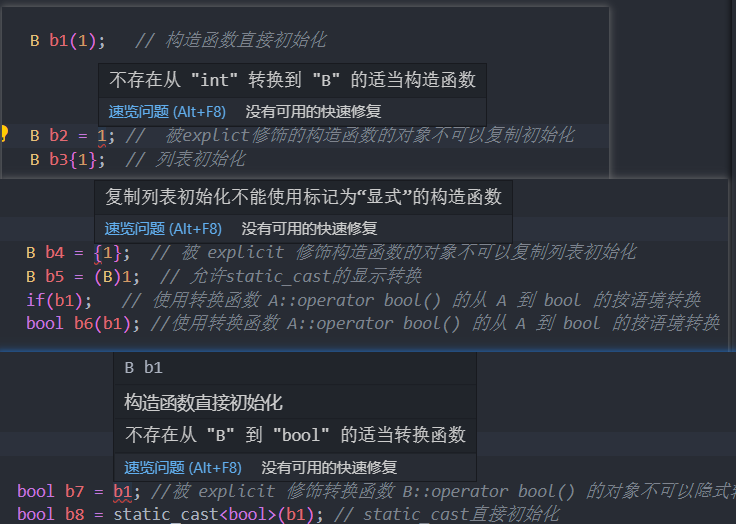 B b1(1);   // 构造函数直接初始化
不存在从 "int" 转换到 "B" 的适当构造函数
速览问题 (Alt+F8)   没有可用的快速修复
B b2 = 1; //  被explict修饰的构造函数的对象不可以复制初始化
B b3{1};  // 列表初始化
复制列表初始化不能使用标记为“显式”的构造函数
速览问题 (Alt+F8)   没有可用的快速修复
B b4 = {1};  // 被 explicit 修饰构造函数的对象不可以复制列表初始化
B b5 = (B)1;  // 允许static_cast的显示转换
if(b1);   // 使用转换函数 A::operator bool() 的从 A 到 bool 的按语境转换
bool b6(b1); //使用转换函数 A::operator bool() 的从 A 到 bool 的按语境转换
B b1
构造函数直接初始化
不存在从 "B" 到 "bool" 的适当转换函数
速览问题 (Alt+F8)   没有可用的快速修复
bool b7 = b1; //被 explicit 修饰转换函数 B::operator bool() 的对象不可以隐式
bool b8 = static_cast<bool>(b1); // static_cast直接初始化